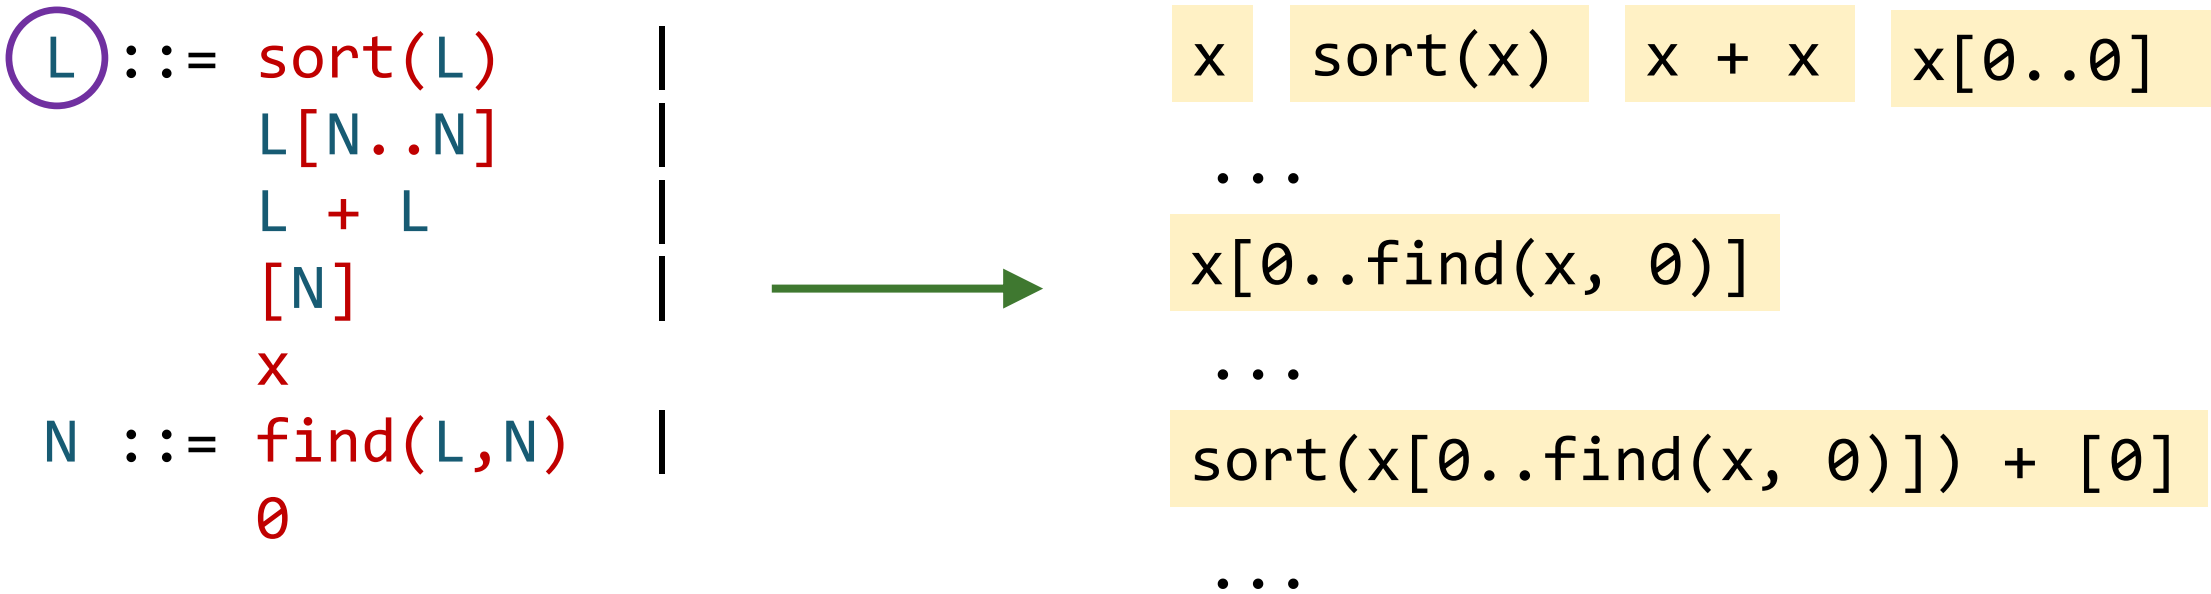 L ::= sort(L) |
L[N..N] |
L + L |
[N] |
x
N ::= find(L,N) |
0
x sort(x) x + x x[0..0]
...
x[0..find(x, 0)]
...
sort(x[0..find(x, 0)]) + [0]
...